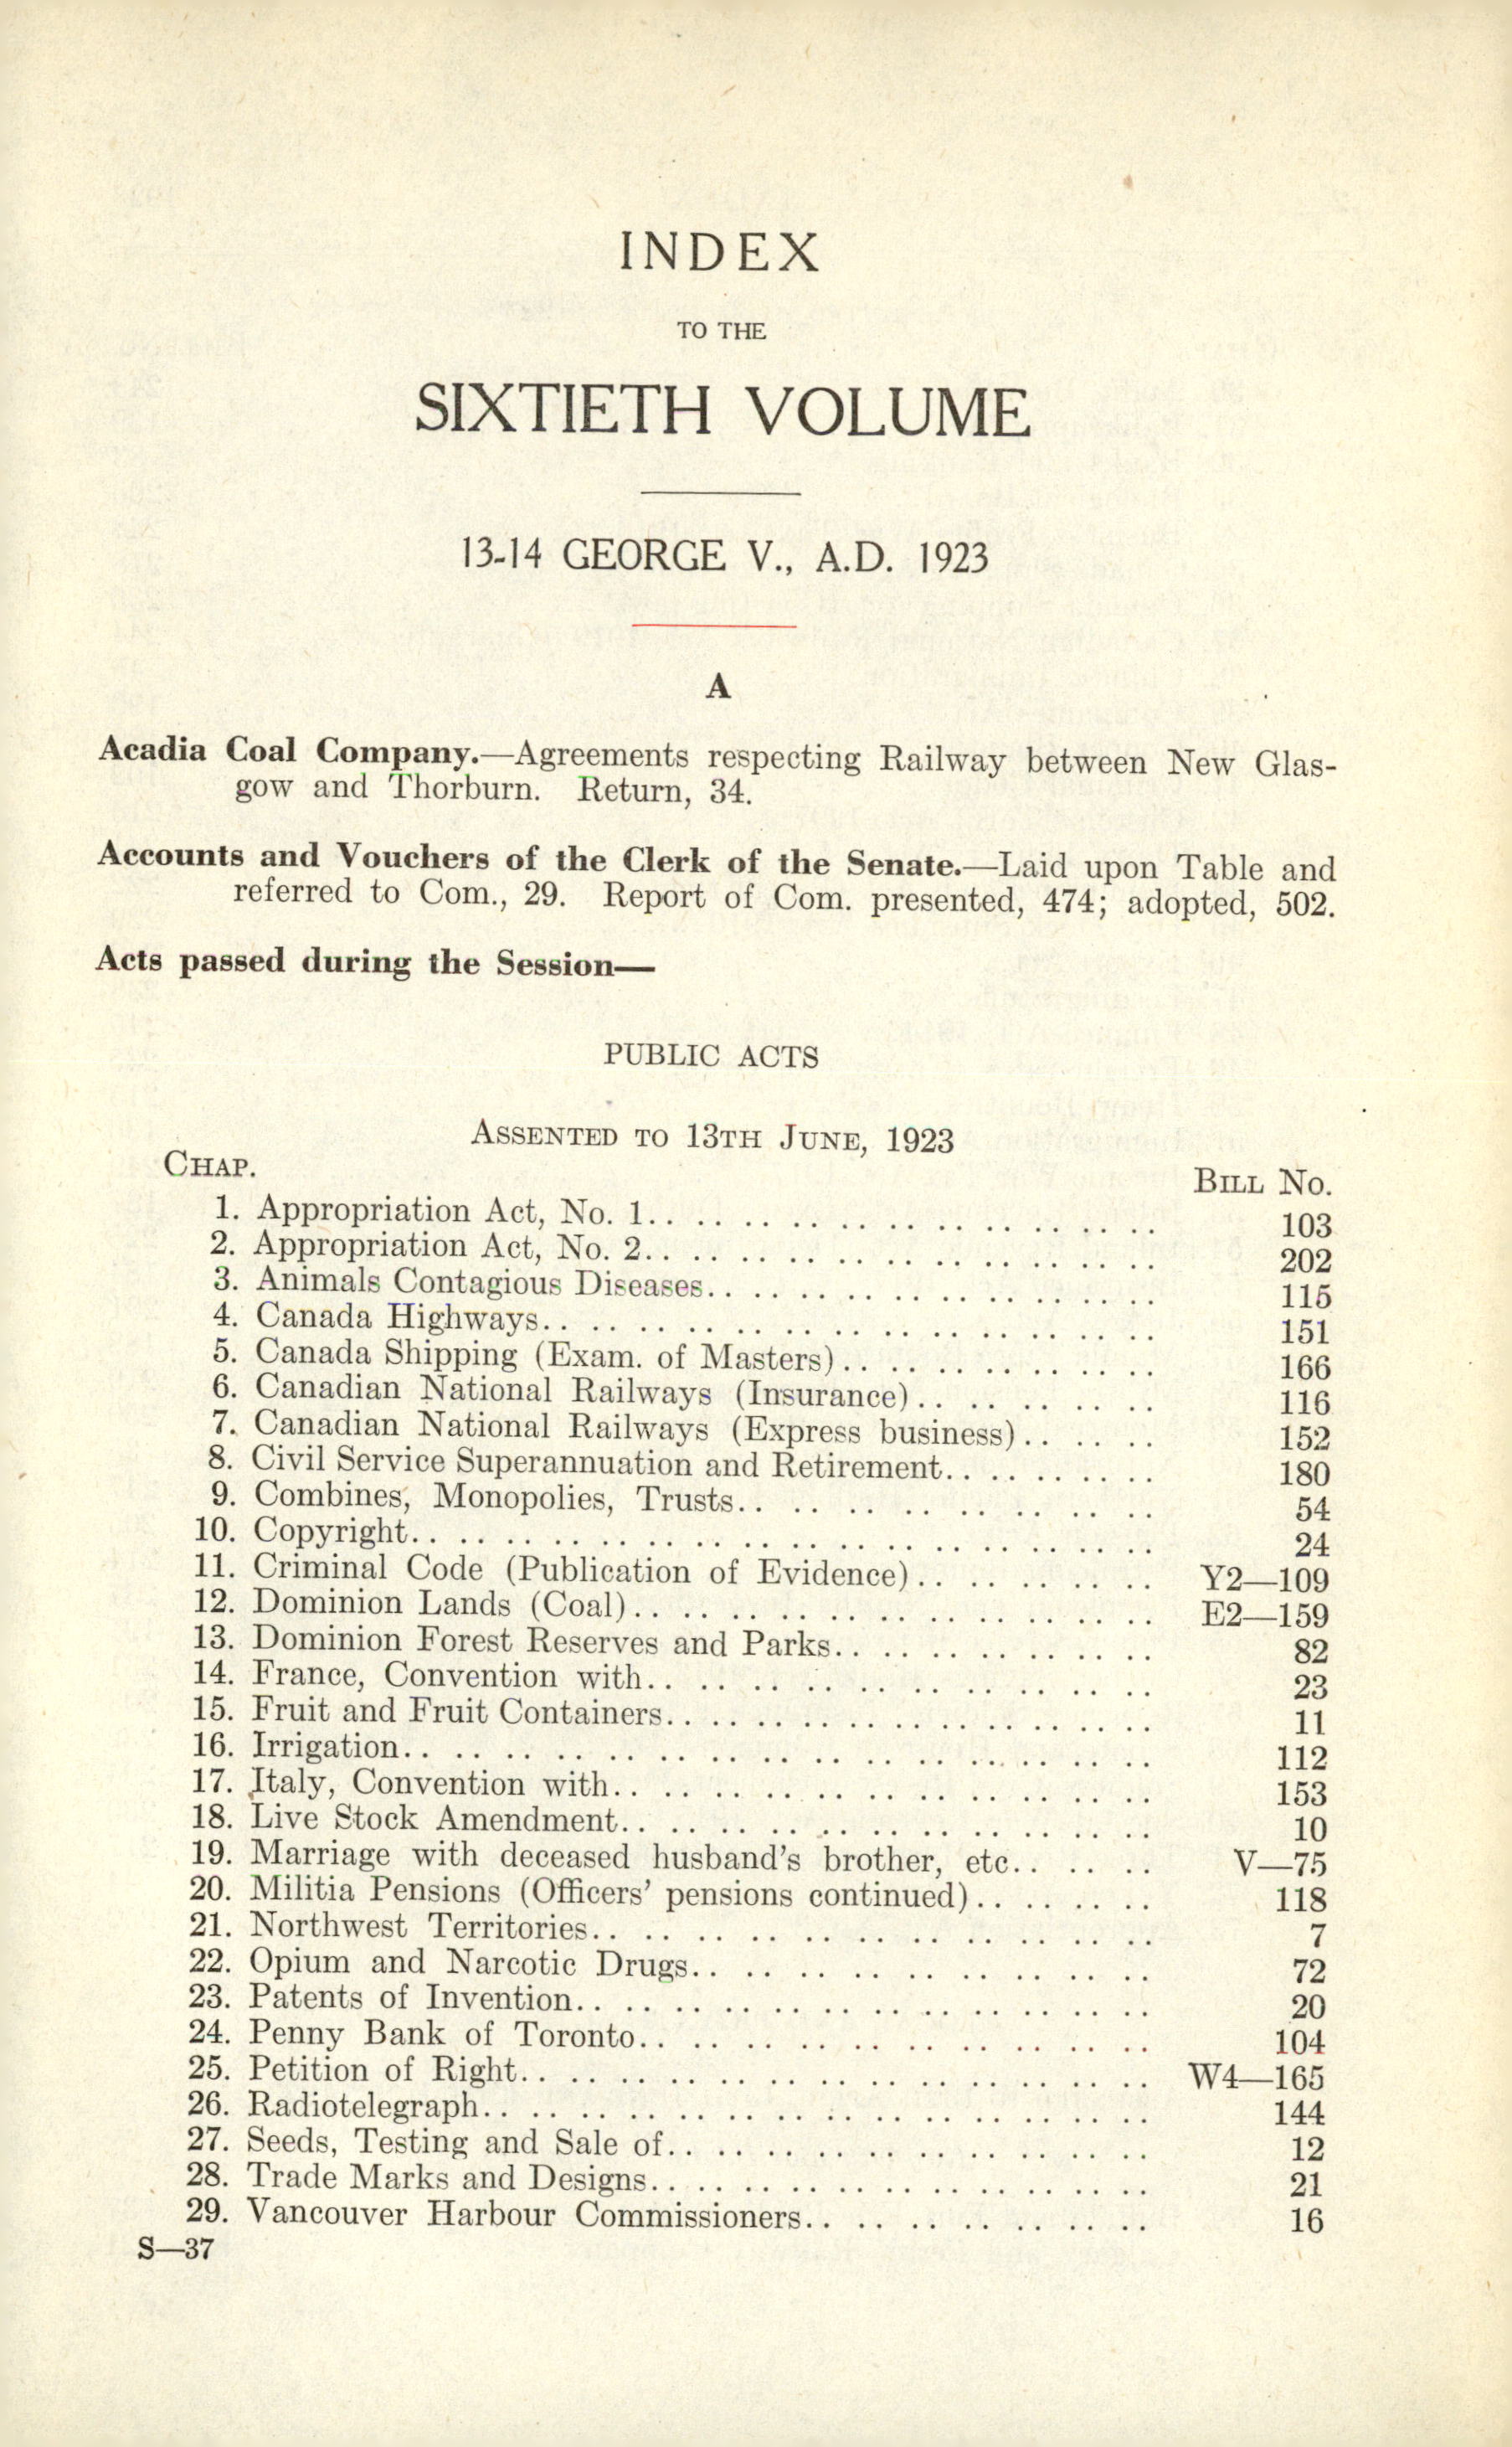 INDEX
TO THE
SIXTIETH VOLUME
13-14 GEORGE V., A.D. 1923
A
Acadia Coal Company.—Agreements respecting Railway between New Glas-
gow and Thorburn. Return, 34.
Accounts and Vouchers of the Clerk of the Senate.—Laid upon Table and
referred to Com., 29. Report of Com. presented, 474; adopted, 502.
Acts passed during the Session—
PUBLIC ACTS
ASSENTED TO 13TH JUNE, 1923
CHAP. BILL NO.
1. Appropriation Act, No. 1. . . . . . . . . . . . . . . . . . . . . . 103
2. Appropriation Act, No. 2. . . . . . . . . . . . . . . . . . . . . . 202
3. Animals Contagious Diseases. . . . . . . . . . . . . . . . . . . 115
4. Canada Highways. . . . . . . . . . . . . . . . . . . . . . . . . . 151
5. Canada Shipping (Exam. of Masters) . . . . . . . . . . . . . . 166
6. Canadian National Railways (Insurance) . . . . . . . . . . 116
7. Canadian National Railways (Express business) . . . . . . 152
8. Civil Service Superannuation and Retirement. . . . . . . . . 180
9. Combines, Monopolies, Trusts. . . . . . . . . . . . . . . . . . 54
10. Copyright. . . . . . . . . . . . . . . . . . . . . . . . . . . . . . . 24
11. Criminal Code (Publication of Evidence) . . . . . . . . . . Y2—109
12. Dominion Lands (Coal) . . . . . . . . . . . . . . . . . . . . . . E2—159
13. Dominion Forest Reserves and Parks. . . . . . . . . . . . . . 82
14. France, Convention with. . . . . . . . . . . . . . . . . . . . . 23
15. Fruit and Fruit Containers. . . . . . . . . . . . . . . . . . . . 11
16. Irrigation. . . . . . . . . . . . . . . . . . . . . . . . . . . . . . 112
17. Italy, Convention with. . . . . . . . . . . . . . . . . . . . . . 153
18. Live Stock Amendment. . . . . . . . . . . . . . . . . . . . . . 10
19. Marriage with deceased husband's brother, etc. . . . . . V—75
20. Militia Pensions (Officers' pensions continued) . . . . . . . . 118
21. Northwest Territories. . . . . . . . . . . . . . . . . . . . . . 7
22. Opium and Narcotic Drugs. . . . . . . . . . . . . . . . . . 72
23. Patents of Invention. . . . . . . . . . . . . . . . . . . . . . . 20
24. Penny Bank of Toronto. . . . . . . . . . . . . . . . . . . . 104
25. Petition of Right. . . . . . . . . . . . . . . . . . . . . . . . . W4—165
26. Radiotelegraph. . . . . . . . . . . . . . . . . . . . . . . . . . . 144
27. Seeds, Testing and Sale of. . . . . . . . . . . . . . . . . . . 12
28. Trade Marks and Designs. . . . . . . . . . . . . . . . . . . . 21
29. Vancouver Harbour Commissioners. . . . . . . . . . . . . . 16
S—37